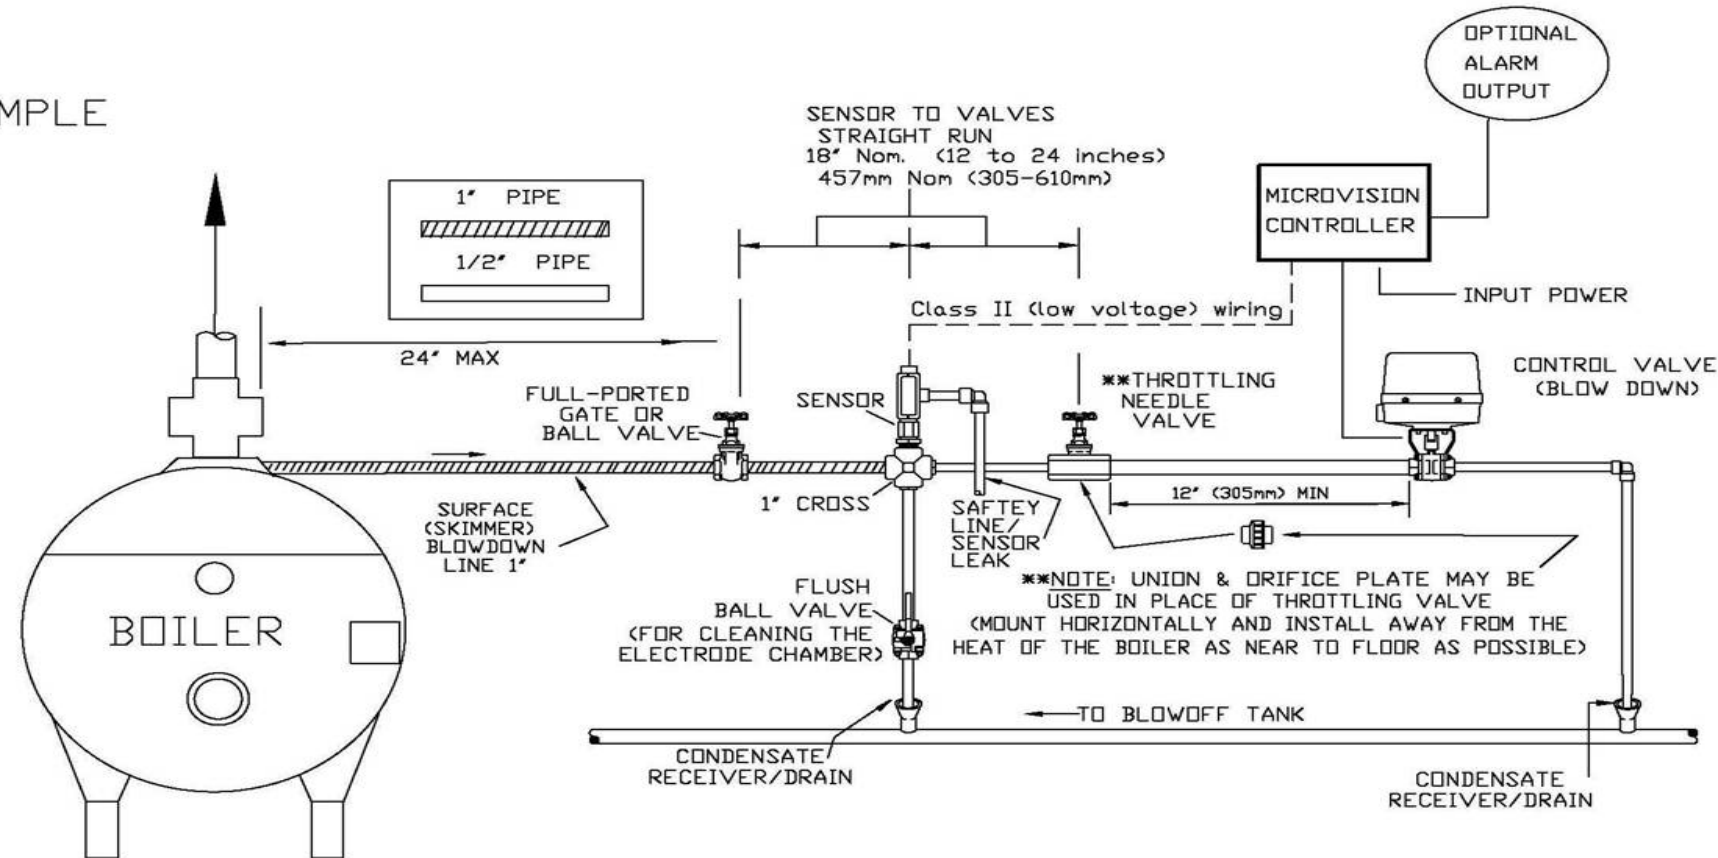 MPLE
OPTIONAL
ALARM
OUTPUT
SENSOR TO VALVES
STRAIGHT RUN
18" Nom. (12 to 24 inches)
457mm Nom (305-610mm)
1" PIPE
1/2" PIPE
MICROVISION
CONTROLLER
INPUT POWER
Class II (low voltage) wiring
24" MAX
CONTROL VALVE
(BLOW DOWN)
FULL-PORTED
GATE OR
BALL VALVE
SENSOR
**THROTTLING
NEEDLE
VALVE
1" CROSS
12" (305mm) MIN
SURFACE
(SKIMMER)
BLOWDOWN
LINE 1"
SAFTEY
LINE/
SENSOR
LEAK
**NOTE: UNION & ORIFICE PLATE MAY BE
USED IN PLACE OF THROTTLING VALVE
(MOUNT HORIZONTALLY AND INSTALL AWAY FROM THE
HEAT OF THE BOILER AS NEAR TO FLOOR AS POSSIBLE)
FLUSH
BALL VALVE
(FOR CLEANING THE
ELECTRODE CHAMBER)
BOILER
TO BLOWOFF TANK
CONDENSATE
RECEIVER/DRAIN
CONDENSATE
RECEIVER/DRAIN